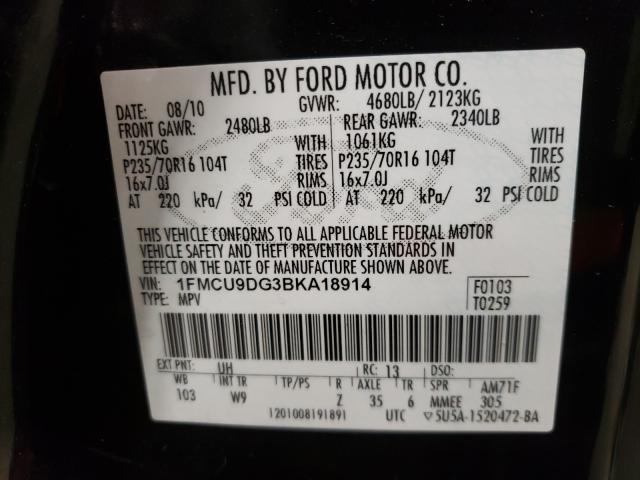 MFD. BY FORD MOTOR CO.
DATE: 08/10 GVWR: 4680LB/ 2123KG
FRONT GAWR: 2480LB REAR GAWR: 2340LB
1125KG WITH 1061KG WITH
P235/70R16 104T TIRES P235/70R16 104T TIRES
16x7.0J RIMS 16x7.0J RIMS
AT 220 kPa/ 32 PSI COLD AT 220 kPa/ 32 PSI COLD
THIS VEHICLE CONFORMS TO ALL APPLICABLE FEDERAL MOTOR
VEHICLE SAFETY AND THEFT PREVENTION STANDARDS IN
EFFECT ON THE DATE OF MANUFACTURE SHOWN ABOVE.
VIN: 1FMCU9DG3BKA18914 F0103
TYPE: MPV T0259
EXT PNT: UH RC: 13 DSO:
WB INT TR TP/PS R AXLE TR SPR AM71F
103 W9 Z 35 6 MMEE 305
1201008191891 UTC 5U5A-1520472-BA